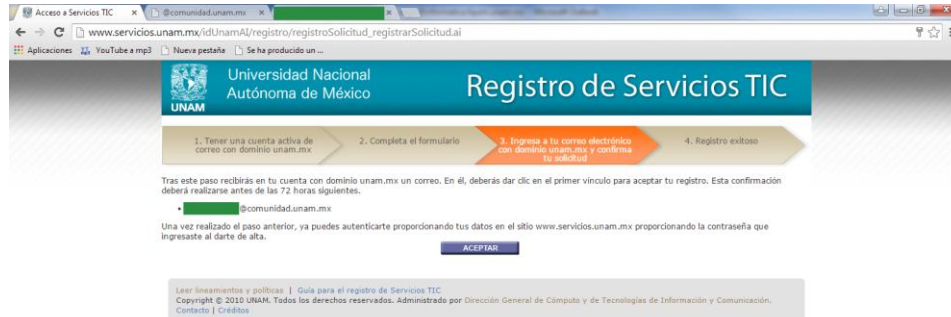 Acceso a Servicios TIC
@comunidad.unam.mx
www.servicios.unam.mx/idUnamAI/registro/registroSolicitud_registrarSolicitud.ai
Aplicaciones YouTube a mp3 Nueva pestaña Se ha producido un ...
UNAM
Universidad Nacional
Autónoma de México
Registro de Servicios TIC
1. Tener una cuenta activa de
correo con dominio unam.mx
2. Completa el formulario
3. Ingresa a tu correo electrónico
con dominio unam.mx y confirma
tu solicitud
4. Registro exitoso
Tras este paso recibirás en tu cuenta con dominio unam.mx un correo. En él, deberás dar clic en el primer vínculo para aceptar tu registro. Esta confirmación
deberá realizarse antes de las 72 horas siguientes.
• @comunidad.unam.mx
Una vez realizado el paso anterior, ya puedes autenticarte proporcionando tus datos en el sitio www.servicios.unam.mx proporcionando la contraseña que
ingresaste al darte de alta.
ACEPTAR
Leer lineamientos y políticas | Guía para el registro de Servicios TIC
Copyright © 2010 UNAM. Todos los derechos reservados. Administrado por Dirección General de Cómputo y de Tecnologías de Información y Comunicación.
Contacto | Créditos